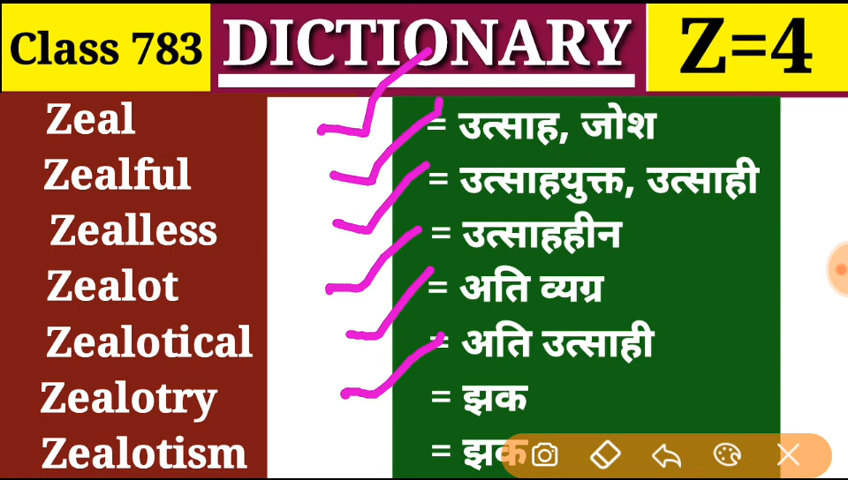 Class 783 DICTIONARY Z=4
Zeal = उत्साह, जोश
Zealful = उत्साहयुक्त, उत्साही
Zealless = उत्साहहीन
Zealot = अति व्यग्र
Zealotical = अति उत्साही
Zealotry = झक
Zealotism = झक